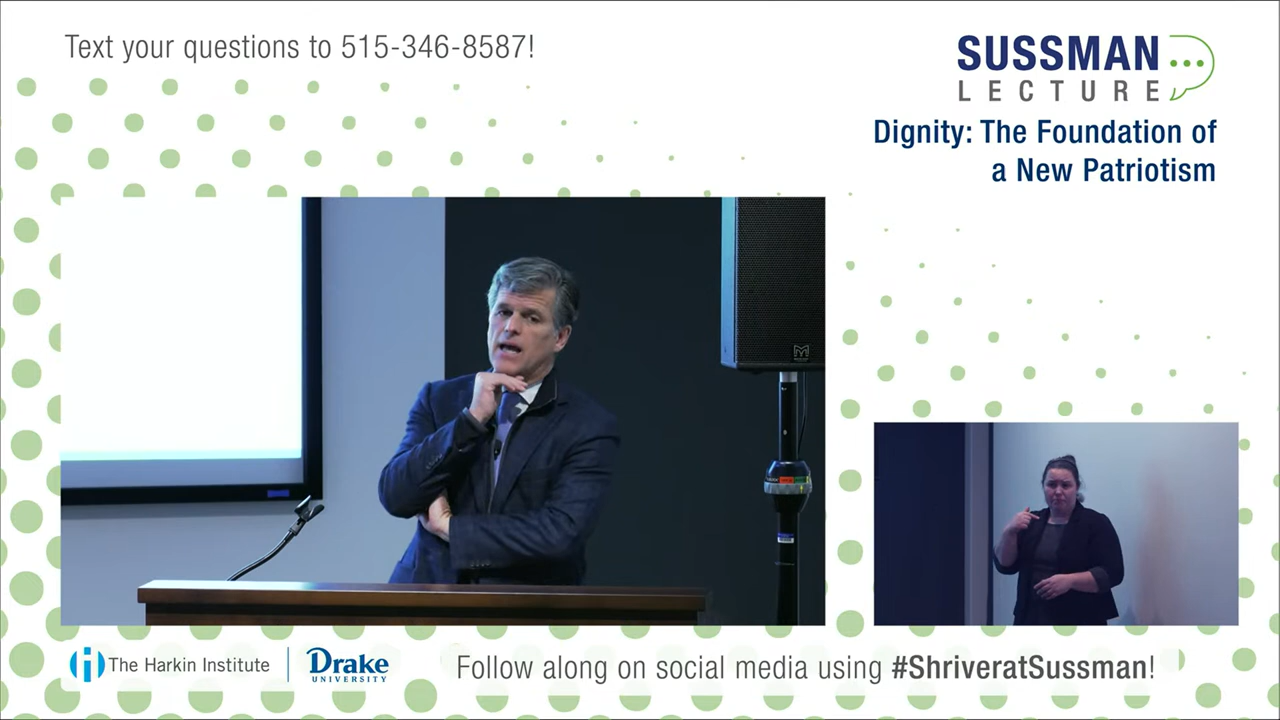 Text your questions to 515-346-8587!
SUSSMAN
LECTURE
Dignity: The Foundation of
a New Patriotism
The Harkin Institute
Drake
UNIVERSITY
Follow along on social media using #ShriveratSussman!